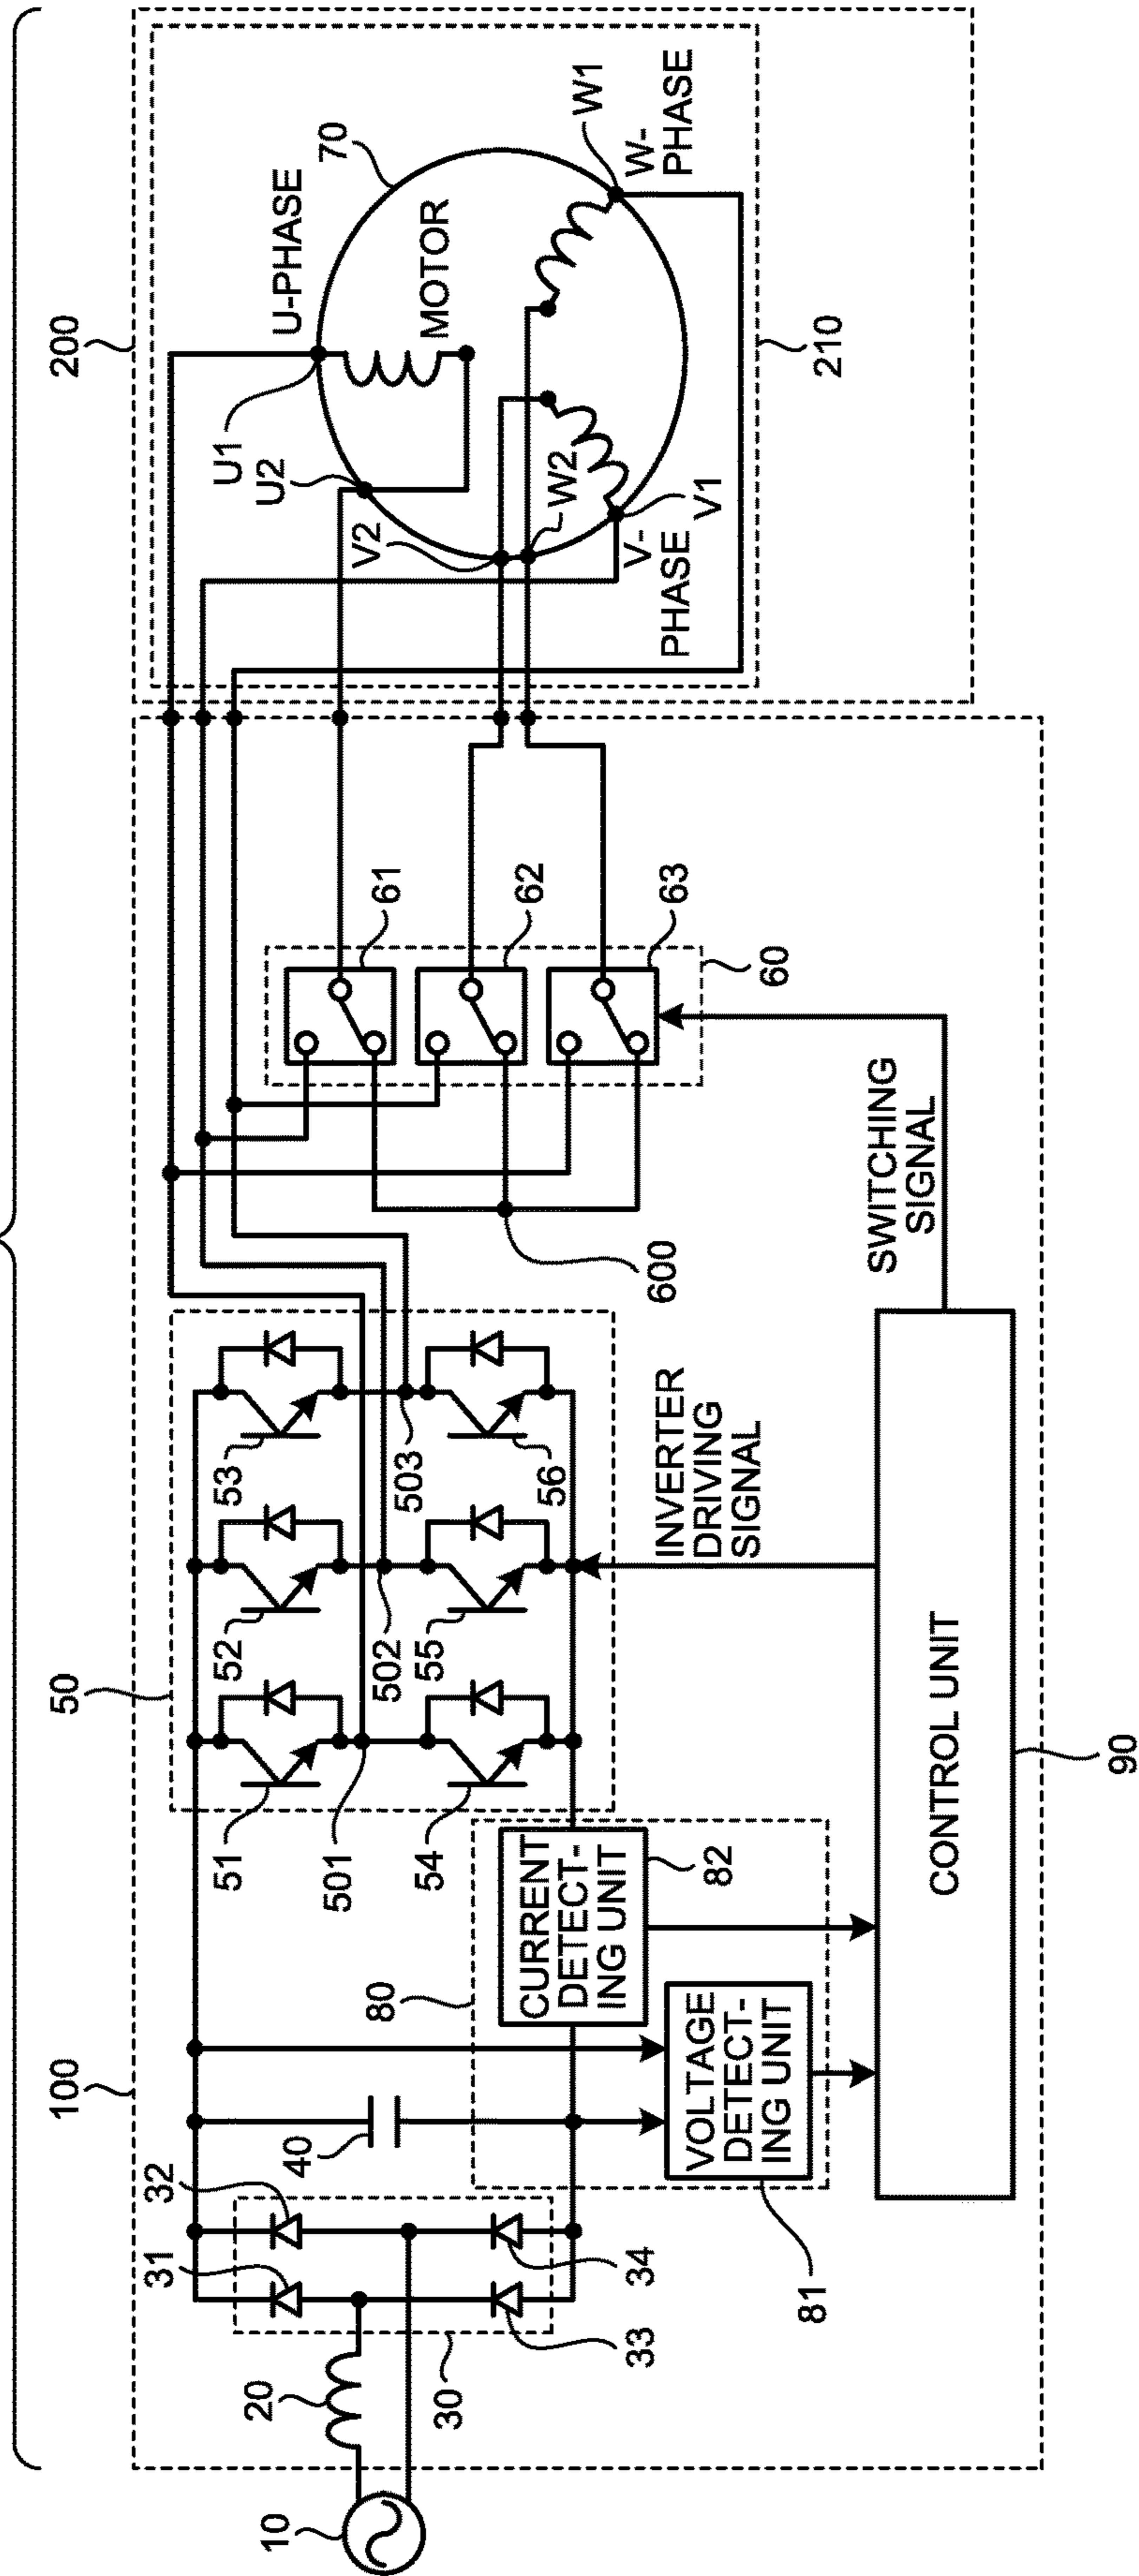 100
200
10
20
30
31
32
33
34
40
50
51
52
53
54
55
56
501
502
503
60
61
62
63
600
70
U-PHASE
MOTOR
U1
U2
V2
W2
V-
PHASE
V1
W1
W-
PHASE
210
80
CURRENT
DETECT-
ING UNIT
82
VOLTAGE
DETECT-
ING UNIT
81
INVERTER
DRIVING
SIGNAL
SWITCHING
SIGNAL
CONTROL UNIT
90